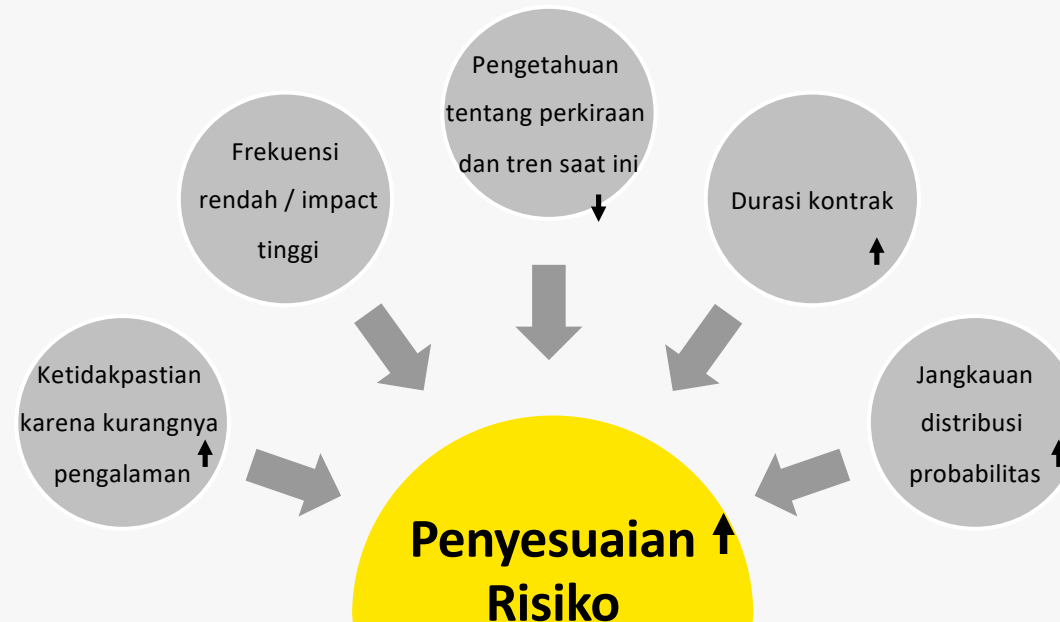 Ketidakpastian
karena kurangnya
pengalaman
Frekuensi
rendah / impact
tinggi
Pengetahuan
tentang perkiraan
dan tren saat ini
Durasi kontrak
Jangkauan
distribusi
probabilitas
Penyesuaian
Risiko